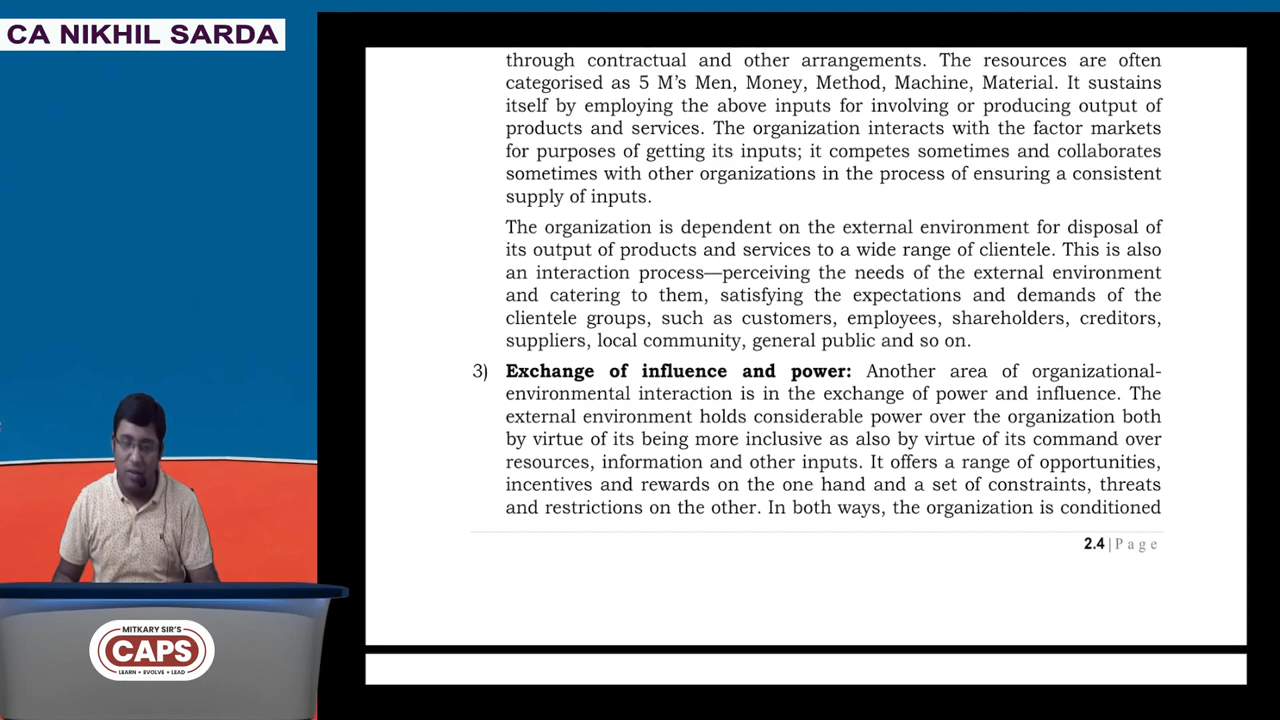 CA NIKHIL SARDA
through contractual and other arrangements. The resources are often
categorised as 5 M's Men, Money, Method, Machine, Material. It sustains
itself by employing the above inputs for involving or producing output of
products and services. The organization interacts with the factor markets
for purposes of getting its inputs; it competes sometimes and collaborates
sometimes with other organizations in the process of ensuring a consistent
supply of inputs.
The organization is dependent on the external environment for disposal of
its output of products and services to a wide range of clientele. This is also
an interaction process—perceiving the needs of the external environment
and catering to them, satisfying the expectations and demands of the
clientele groups, such as customers, employees, shareholders, creditors,
suppliers, local community, general public and so on.
3) Exchange of influence and power: Another area of organizational-
environmental interaction is in the exchange of power and influence. The
external environment holds considerable power over the organization both
by virtue of its being more inclusive as also by virtue of its command over
resources, information and other inputs. It offers a range of opportunities,
incentives and rewards on the one hand and a set of constraints, threats
and restrictions on the other. In both ways, the organization is conditioned
2.4|Page
MITKARY SIR'S
CAPS
LEARN • EVOLVE • LEAD